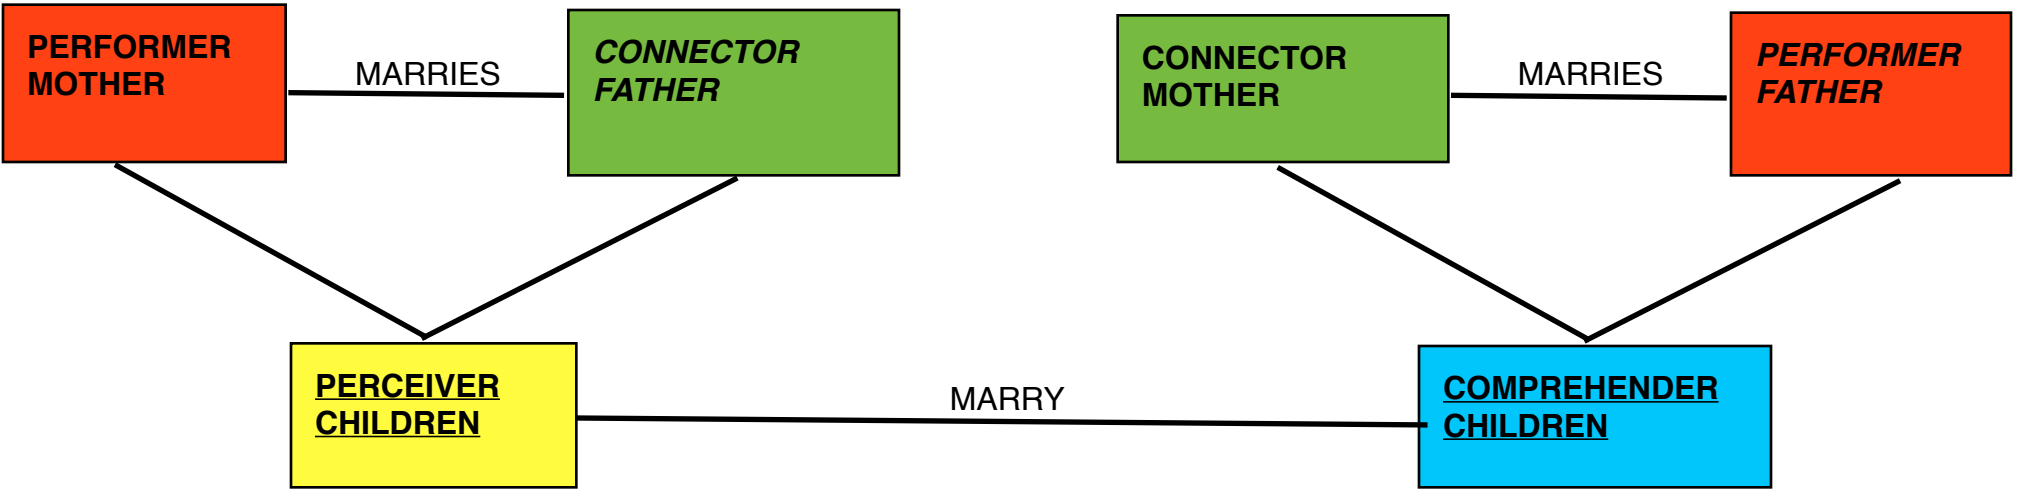 PERFORMER
MOTHER
MARRIES
CONNECTOR
FATHER
CONNECTOR
MOTHER
MARRIES
PERFORMER
FATHER
PERCEIVER
CHILDREN
MARRY
COMPREHENDER
CHILDREN